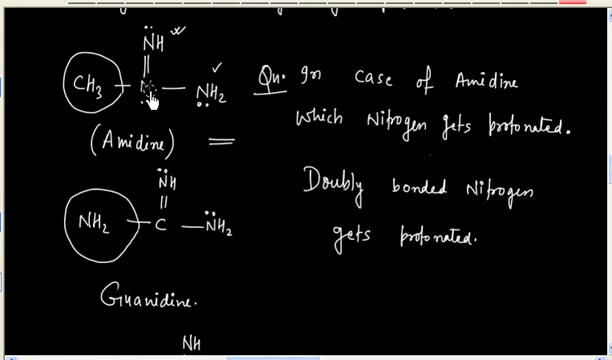 NH
CH3 — — NH2
(Amidine)
Qn. In case of Amidine
which Nitrogen gets protonated.
Doubly bonded Nitrogen
gets protonated.
NH
NH2 — C — NH2
Guanidine.
NH